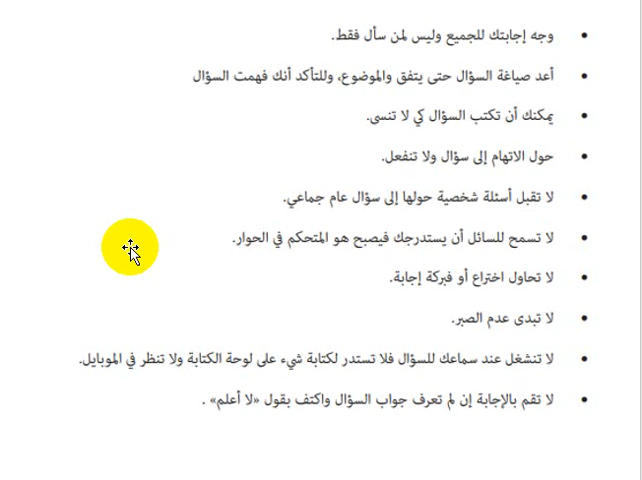 • وجه إجابتك للجميع وليس لمن سأل فقط.
• أعد صياغة السؤال حتى يتفق والموضوع، وللتأكد أنك فهمت السؤال
• يمكنك أن تكتب السؤال كي لا تنسى.
• حول الاتهام إلى سؤال ولا تنفعل.
• لا تقبل أسئلة شخصية حولها إلى سؤال عام جماعي.
• لا تسمح للسائل أن يستدرجك فيصبح هو المتحكم في الحوار.
• لا تحاول اختراع أو فبركة إجابة.
• لا تبدى عدم الصبر.
• لا تنشغل عند سماعك للسؤال فلا تستدر لكتابة شيء على لوحة الكتابة ولا تنظر في الموبايل.
• لا تقم بالإجابة إن لم تعرف جواب السؤال واكتف بقول «لا أعلم» .